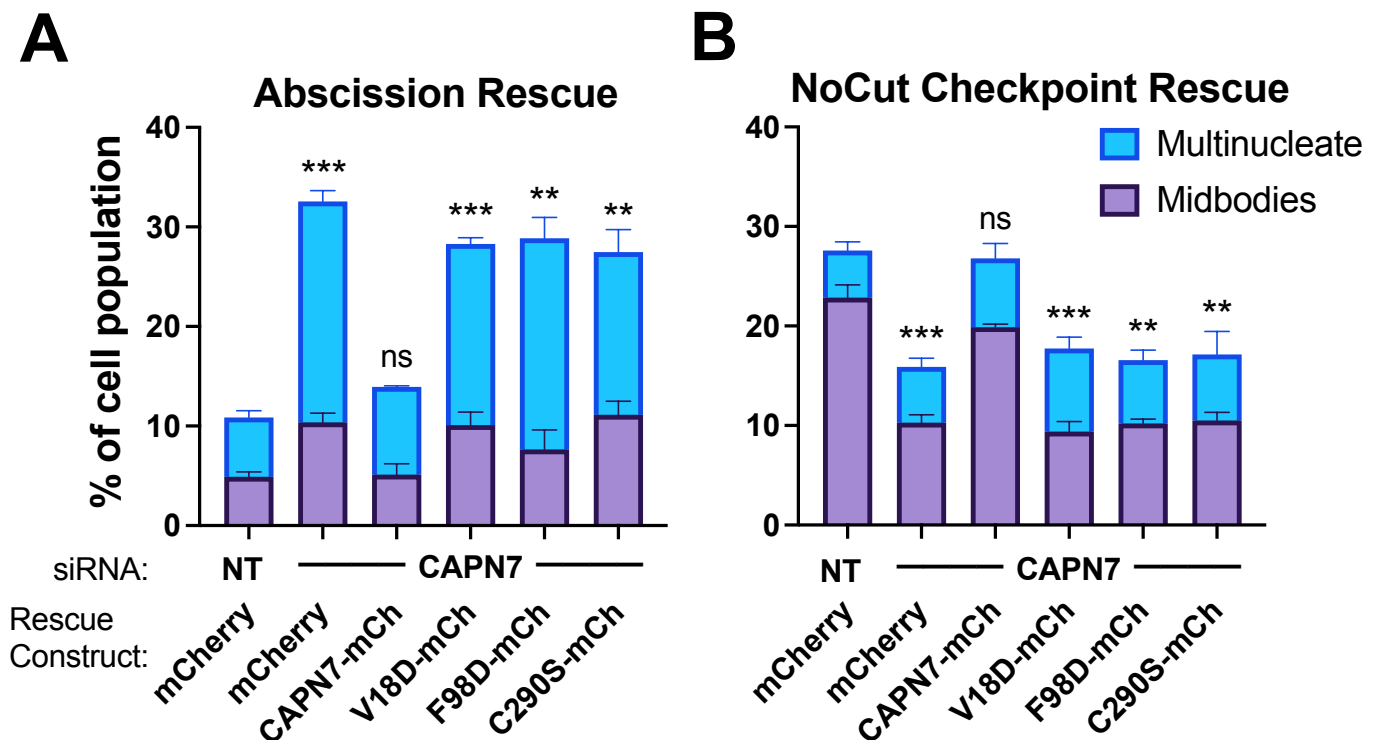 A
Abscission Rescue
% of cell population
40
30
20
10
0
***
ns
***
**
**
siRNA:
NT
CAPN7
Rescue
Construct:
mCherry
mCherry
CAPN7-mCh
V18D-mCh
F98D-mCh
C290S-mCh
B
NoCut Checkpoint Rescue
Multinucleate
Midbodies
40
30
20
10
0
***
ns
***
**
**
NT
CAPN7
mCherry
mCherry
CAPN7-mCh
V18D-mCh
F98D-mCh
C290S-mCh